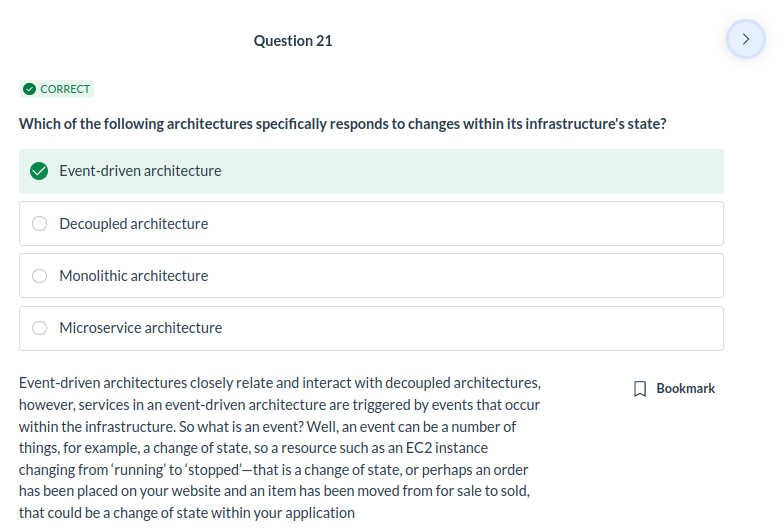 Question 21
CORRECT
Which of the following architectures specifically responds to changes within its infrastructure's state?
Event-driven architecture
Decoupled architecture
Monolithic architecture
Microservice architecture
Event-driven architectures closely relate and interact with decoupled architectures,
however, services in an event-driven architecture are triggered by events that occur
within the infrastructure. So what is an event? Well, an event can be a number of
things, for example, a change of state, so a resource such as an EC2 instance
changing from ‘running’ to ‘stopped’—that is a change of state, or perhaps an order
has been placed on your website and an item has been moved from for sale to sold,
that could be a change of state within your application
Bookmark